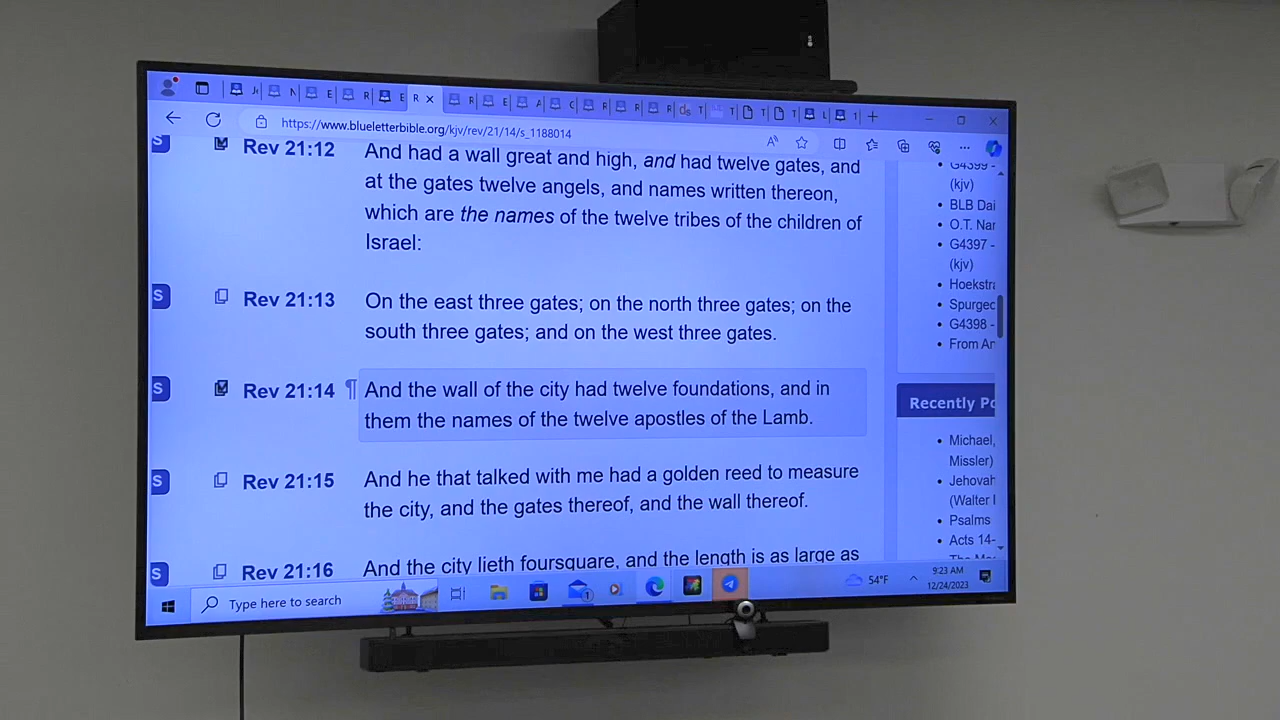 https://www.blueletterbible.org/kjv/rev/21/14/s_1188014
Rev 21:12
And had a wall great and high, and had twelve gates, and
at the gates twelve angels, and names written thereon,
which are the names of the twelve tribes of the children of
Israel:
S
Rev 21:13
On the east three gates; on the north three gates; on the
south three gates; and on the west three gates.
S
Rev 21:14
¶
And the wall of the city had twelve foundations, and in
them the names of the twelve apostles of the Lamb.
S
Rev 21:15
And he that talked with me had a golden reed to measure
the city, and the gates thereof, and the wall thereof.
S
Rev 21:16
And the city lieth foursquare, and the length is as large as
G4399 -
(kjv)
BLB Dai
O.T. Nar
G4397 -
(kjv)
Hoekstra
Spurgeo
G4398 -
From An
Recently Po
Michael,
Missler)
Jehovah
(Walter
Psalms
Acts 14-
Type here to search
1
54°F
9:23 AM
12/24/2023